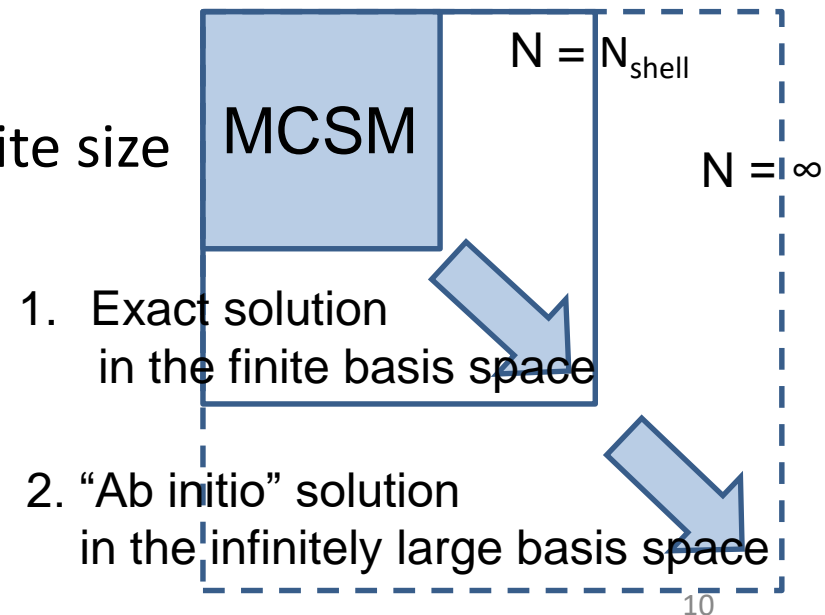 N = N_shell
MCSM
ite size
N = ∞
1. Exact solution
in the finite basis space
2. “Ab initio” solution
in the infinitely large basis space
10